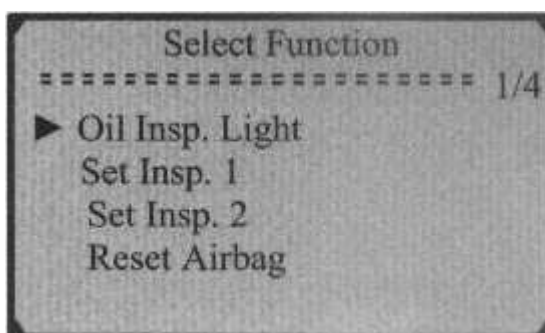 Select Function
======================= 1/4
► Oil Insp. Light
Set Insp. 1
Set Insp. 2
Reset Airbag